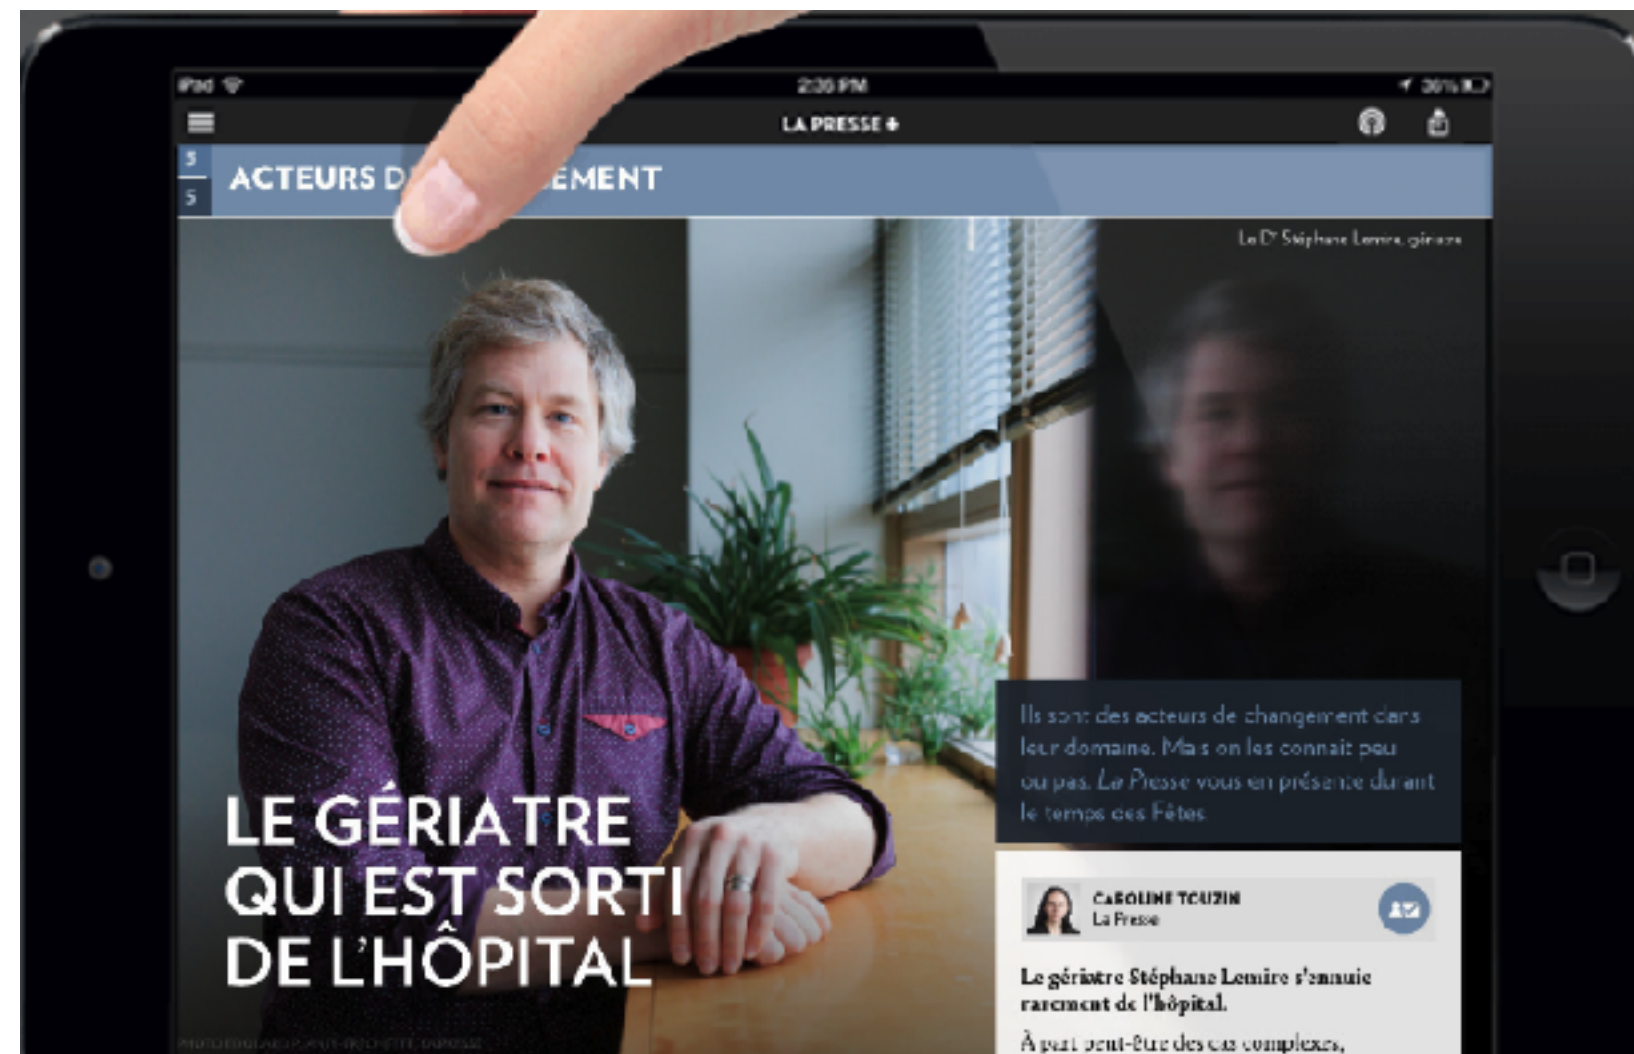 iPad
2:36 PM
36%
LA PRESSE +
3
5
ACTEURS D EMENT
Le Dr Stéphane Lemire, gériatre
LE GÉRIATRE
QUI EST SORTI
DE L'HÔPITAL
Ils sont des acteurs de changement dans
leur domaine. Mais on les connait peu
ou pas. La Presse vous en présente durant
le temps des Fêtes.
CAROLINE TOUZIN
La Presse
Le gériatre Stéphane Lemire s'ennuie
rarement de l'hôpital.
À part peut-être des cas complexes,